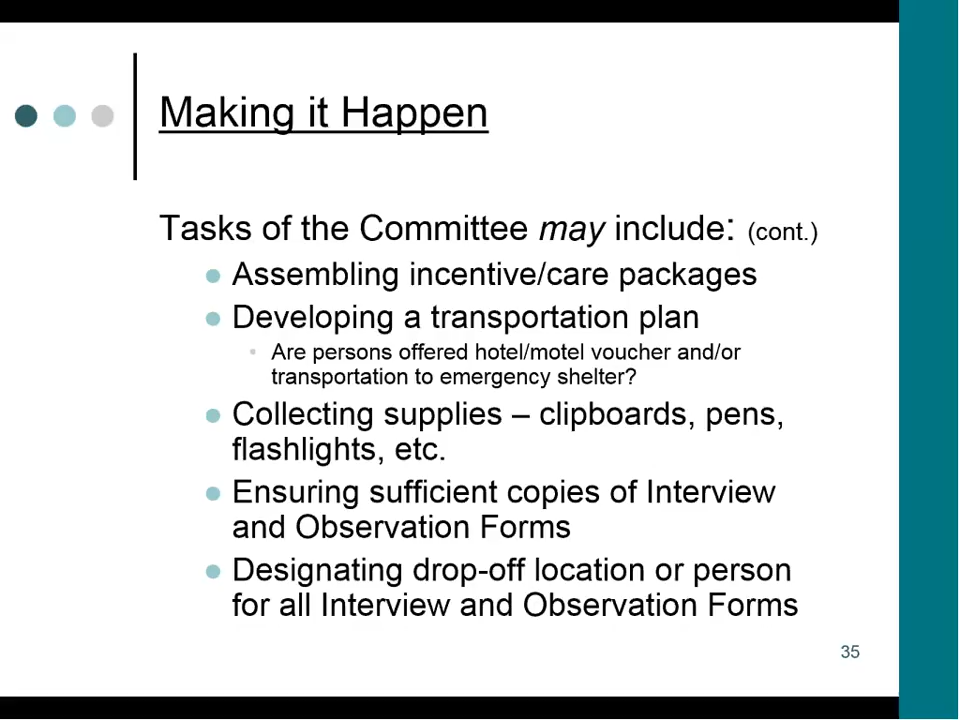 Making it Happen
Tasks of the Committee may include: (cont.)
Assembling incentive/care packages
Developing a transportation plan
Are persons offered hotel/motel voucher and/or
transportation to emergency shelter?
Collecting supplies – clipboards, pens,
flashlights, etc.
Ensuring sufficient copies of Interview
and Observation Forms
Designating drop-off location or person
for all Interview and Observation Forms
35